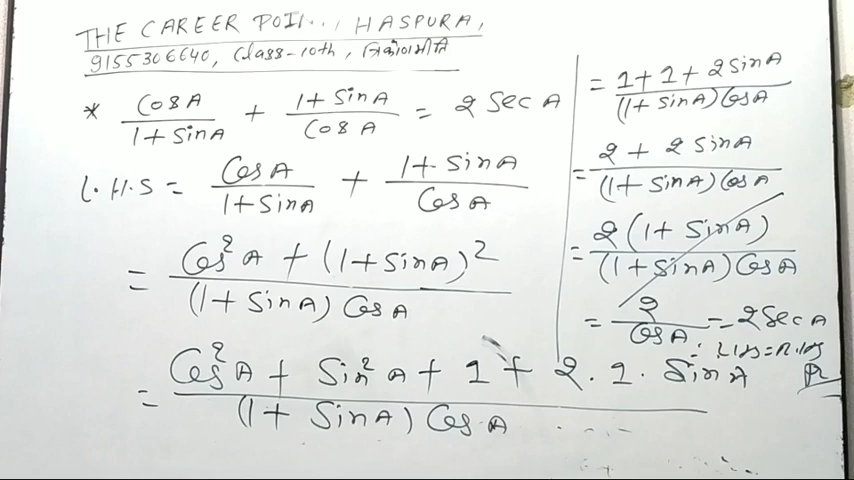 THE CAREER POI..., HASPURA,
9155306640, Class-10th, त्रिकोणमिति
* CosA/(1+SinA) + (1+SinA)/CosA = 2 Sec A
L.H.S = CosA/(1+SinA) + (1+SinA)/CosA
= (Cos²A + (1+SinA)²)/((1+SinA) CosA)
= (Cos²A + Sin²A + 1 + 2.1.SinA)/((1+SinA) CosA)
= (1+1+2SinA)/((1+SinA) CosA)
= (2+2SinA)/((1+SinA) CosA)
= 2(1+SinA)/((1+SinA) CosA)
= 2/CosA = 2SecA
∴ LHS=R.HS